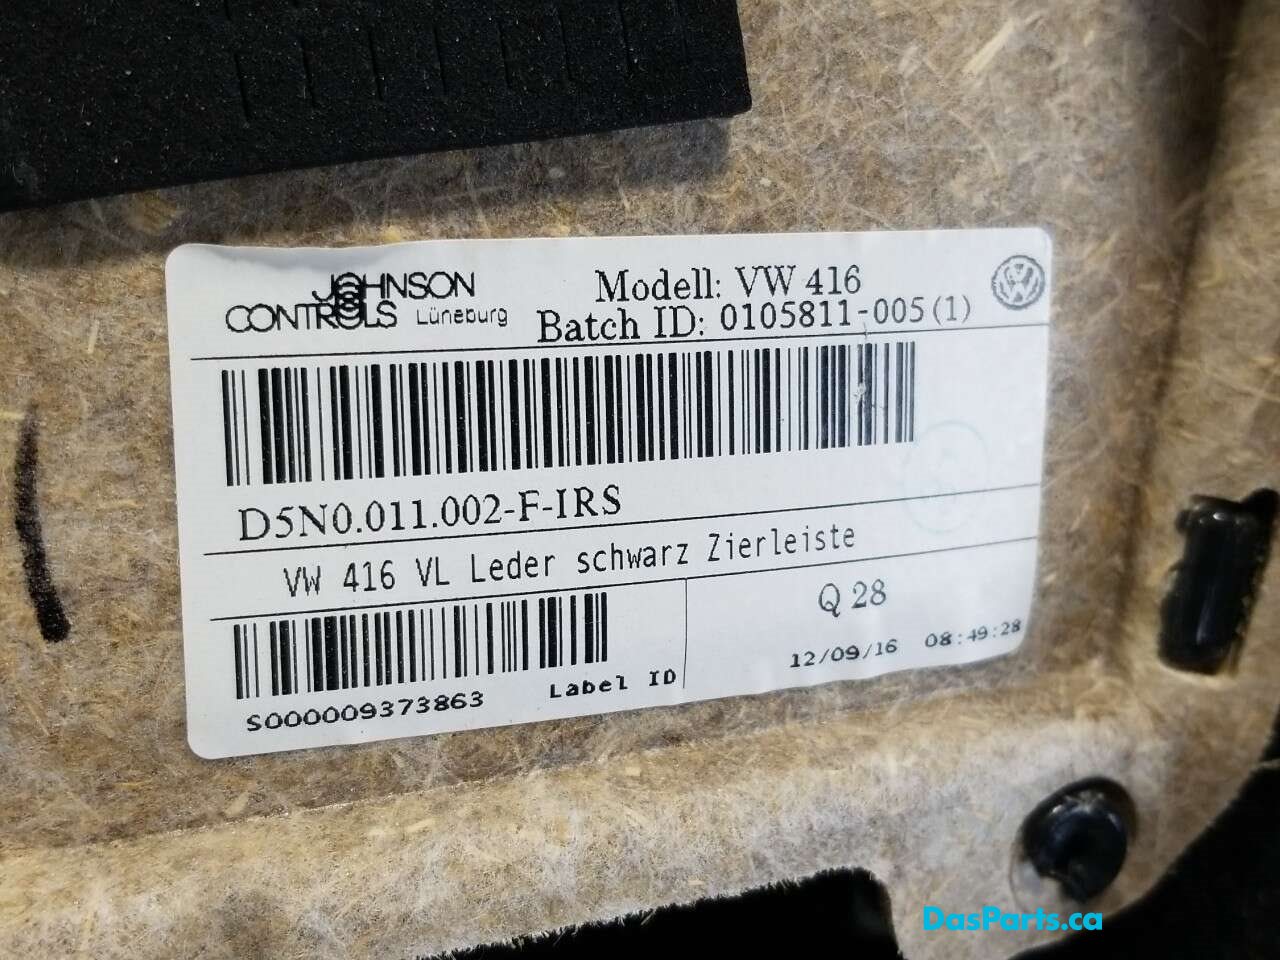 JOHNSON
CONTROLS Lüneburg
Modell: VW 416
Batch ID: 0105811-005(1)
D5N0.011.002-F-IRS
VW 416 VL Leder schwarz Zierleiste
S000009373863
Label ID
Q 28
12/09/16 08:49:28
DasParts.ca